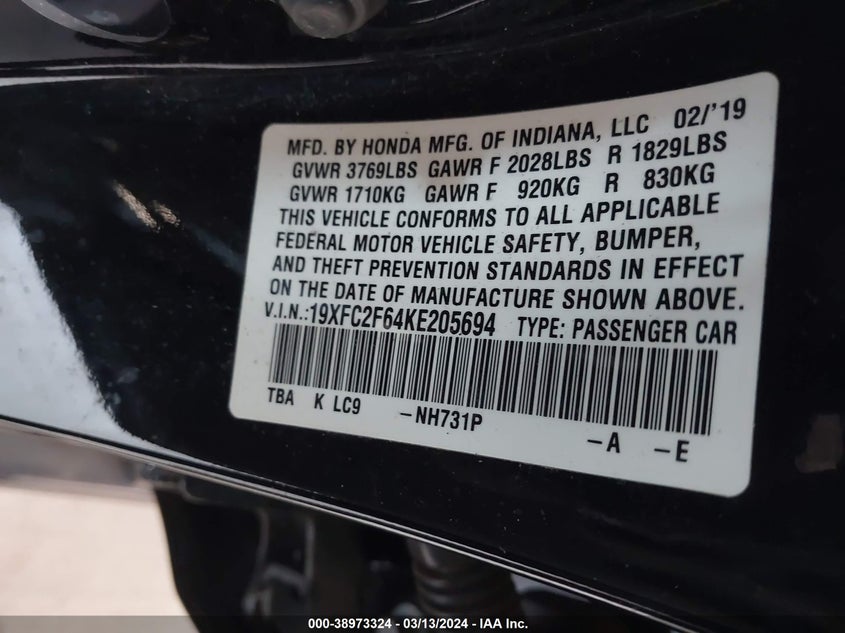 MFD. BY HONDA MFG. OF INDIANA, LLC 02/'19
GVWR 3769LBS GAWR F 2028LBS R 1829LBS
GVWR 1710KG GAWR F 920KG R 830KG
THIS VEHICLE CONFORMS TO ALL APPLICABLE
FEDERAL MOTOR VEHICLE SAFETY, BUMPER,
AND THEFT PREVENTION STANDARDS IN EFFECT
ON THE DATE OF MANUFACTURE SHOWN ABOVE.
V.I.N.:19XFC2F64KE205694 TYPE: PASSENGER CAR
TBA K LC9 -NH731P -A -E
000-38973324 | 03/13/2024 - IAA Inc.